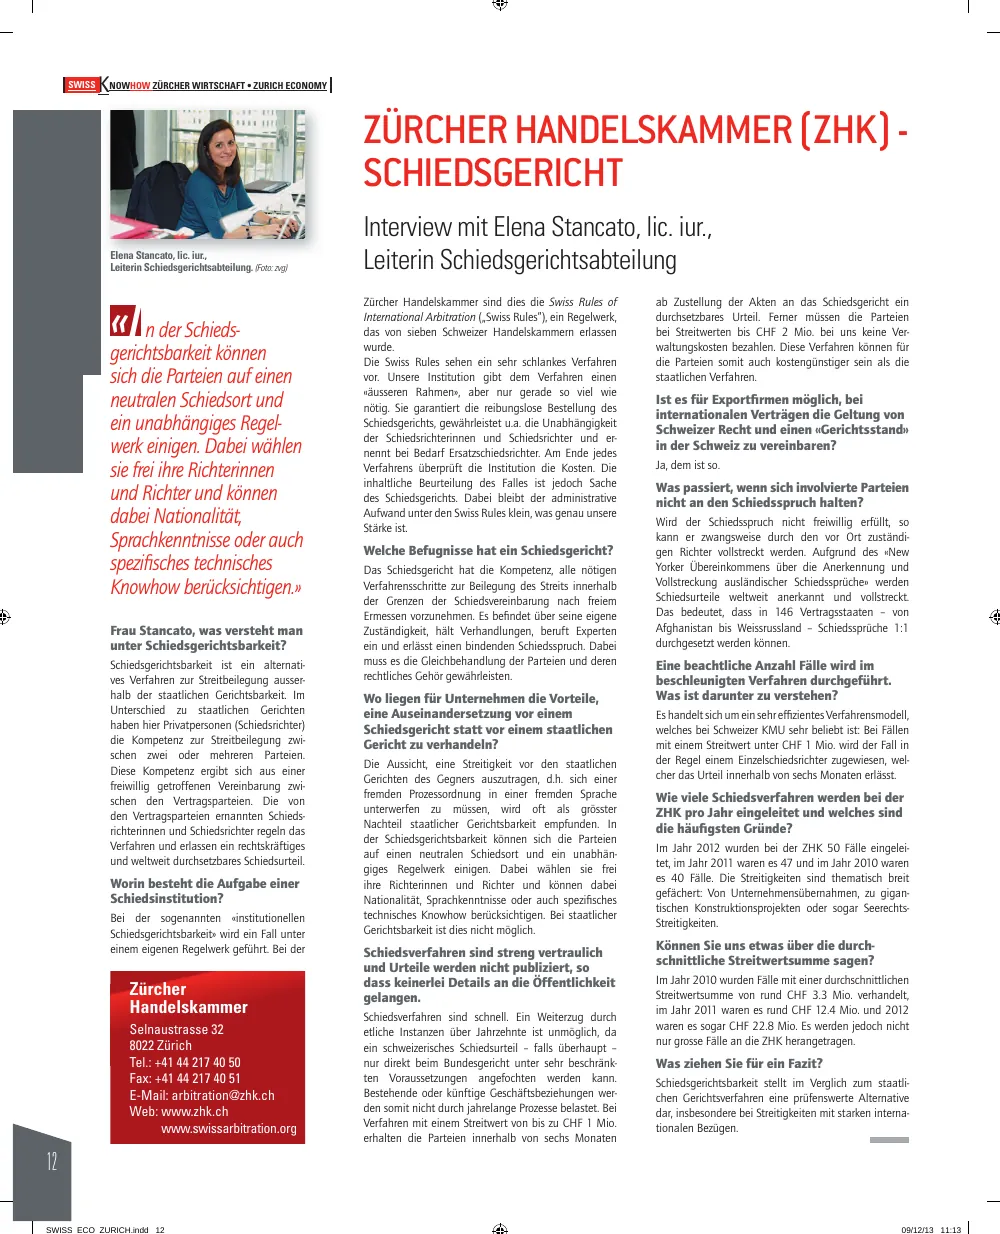 SWISS KNOWHOW ZÜRCHER WIRTSCHAFT • ZURICH ECONOMY
Elena Stancato, lic. iur.,
Leiterin Schiedsgerichtsabteilung. (Foto: zvg)
«In der Schieds-
gerichtsbarkeit können
sich die Parteien auf einen
neutralen Schiedsort und
ein unabhängiges Regel-
werk einigen. Dabei wählen
sie frei ihre Richterinnen
und Richter und können
dabei Nationalität,
Sprachkenntnisse oder auch
spezifisches technisches
Knowhow berücksichtigen.»
Frau Stancato, was versteht man
unter Schiedsgerichtsbarkeit?
Schiedsgerichtsbarkeit ist ein alternati-
ves Verfahren zur Streitbeilegung ausser-
halb der staatlichen Gerichtsbarkeit. Im
Unterschied zu staatlichen Gerichten
haben hier Privatpersonen (Schiedsrichter)
die Kompetenz zur Streitbeilegung zwi-
schen zwei oder mehreren Parteien.
Diese Kompetenz ergibt sich aus einer
freiwillig getroffenen Vereinbarung zwi-
schen den Vertragsparteien. Die von
den Vertragsparteien ernannten Schieds-
richterinnen und Schiedsrichter regeln das
Verfahren und erlassen ein rechtskräftiges
und weltweit durchsetzbares Schiedsurteil.
Worin besteht die Aufgabe einer
Schiedsinstitution?
Bei der sogenannten «institutionellen
Schiedsgerichtsbarkeit» wird ein Fall unter
einem eigenen Regelwerk geführt. Bei der
Zürcher
Handelskammer
Selnaustrasse 32
8022 Zürich
Tel.: +41 44 217 40 50
Fax: +41 44 217 40 51
E-Mail: arbitration@zhk.ch
Web: www.zhk.ch
www.swissarbitration.org
ZÜRCHER HANDELSKAMMER (ZHK) -
SCHIEDSGERICHT
Interview mit Elena Stancato, lic. iur.,
Leiterin Schiedsgerichtsabteilung
Zürcher Handelskammer sind dies die Swiss Rules of
International Arbitration („Swiss Rules"), ein Regelwerk,
das von sieben Schweizer Handelskammern erlassen
wurde.
Die Swiss Rules sehen ein sehr schlankes Verfahren
vor. Unsere Institution gibt dem Verfahren einen
«äusseren Rahmen», aber nur gerade so viel wie
nötig. Sie garantiert die reibungslose Bestellung des
Schiedsgerichts, gewährleistet u.a. die Unabhängigkeit
der Schiedsrichterinnen und Schiedsrichter und er-
nennt bei Bedarf Ersatzschiedsrichter. Am Ende jedes
Verfahrens überprüft die Institution die Kosten. Die
inhaltliche Beurteilung des Falles ist jedoch Sache
des Schiedsgerichts. Dabei bleibt der administrative
Aufwand unter den Swiss Rules klein, was genau unsere
Stärke ist.
Welche Befugnisse hat ein Schiedsgericht?
Das Schiedsgericht hat die Kompetenz, alle nötigen
Verfahrensschritte zur Beilegung des Streits innerhalb
der Grenzen der Schiedsvereinbarung nach freiem
Ermessen vorzunehmen. Es befindet über seine eigene
Zuständigkeit, hält Verhandlungen, beruft Experten
ein und erlässt einen bindenden Schiedsspruch. Dabei
muss es die Gleichbehandlung der Parteien und deren
rechtliches Gehör gewährleisten.
Wo liegen für Unternehmen die Vorteile,
eine Auseinandersetzung vor einem
Schiedsgericht statt vor einem staatlichen
Gericht zu verhandeln?
Die Aussicht, eine Streitigkeit vor den staatlichen
Gerichten des Gegners auszutragen, d.h. sich einer
fremden Prozessordnung in einer fremden Sprache
unterwerfen zu müssen, wird oft als grösster
Nachteil staatlicher Gerichtsbarkeit empfunden. In
der Schiedsgerichtsbarkeit können sich die Parteien
auf einen neutralen Schiedsort und ein unabhän-
giges Regelwerk einigen. Dabei wählen sie frei
ihre Richterinnen und Richter und können dabei
Nationalität, Sprachkenntnisse oder auch spezifisches
technisches Knowhow berücksichtigen. Bei staatlicher
Gerichtsbarkeit ist dies nicht möglich.
Schiedsverfahren sind streng vertraulich
und Urteile werden nicht publiziert, so
dass keinerlei Details an die Öffentlichkeit
gelangen.
Schiedsverfahren sind schnell. Ein Weiterzug durch
etliche Instanzen über Jahrzehnte ist unmöglich, da
ein schweizerisches Schiedsurteil – falls überhaupt –
nur direkt beim Bundesgericht unter sehr beschränk-
ten Voraussetzungen angefochten werden kann.
Bestehende oder künftige Geschäftsbeziehungen wer-
den somit nicht durch jahrelange Prozesse belastet. Bei
Verfahren mit einem Streitwert von bis zu CHF 1 Mio.
erhalten die Parteien innerhalb von sechs Monaten
ab Zustellung der Akten an das Schiedsgericht ein
durchsetzbares Urteil. Ferner müssen die Parteien
bei Streitwerten bis CHF 2 Mio. bei uns keine Ver-
waltungskosten bezahlen. Diese Verfahren können für
die Parteien somit auch kostengünstiger sein als die
staatlichen Verfahren.
Ist es für Exportfirmen möglich, bei
internationalen Verträgen die Geltung von
Schweizer Recht und einen «Gerichtsstand»
in der Schweiz zu vereinbaren?
Ja, dem ist so.
Was passiert, wenn sich involvierte Parteien
nicht an den Schiedsspruch halten?
Wird der Schiedsspruch nicht freiwillig erfüllt, so
kann er zwangsweise durch den vor Ort zuständi-
gen Richter vollstreckt werden. Aufgrund des «New
Yorker Übereinkommens über die Anerkennung und
Vollstreckung ausländischer Schiedssprüche» werden
Schiedsurteile weltweit anerkannt und vollstreckt.
Das bedeutet, dass in 146 Vertragsstaaten – von
Afghanistan bis Weissrussland – Schiedssprüche 1:1
durchgesetzt werden können.
Eine beachtliche Anzahl Fälle wird im
beschleunigten Verfahren durchgeführt.
Was ist darunter zu verstehen?
Es handelt sich um ein sehr effizientes Verfahrensmodell,
welches bei Schweizer KMU sehr beliebt ist: Bei Fällen
mit einem Streitwert unter CHF 1 Mio. wird der Fall in
der Regel einem Einzelschiedsrichter zugewiesen, wel-
cher das Urteil innerhalb von sechs Monaten erlässt.
Wie viele Schiedsverfahren werden bei der
ZHK pro Jahr eingeleitet und welches sind
die häufigsten Gründe?
Im Jahr 2012 wurden bei der ZHK 50 Fälle eingelei-
tet, im Jahr 2011 waren es 47 und im Jahr 2010 waren
es 40 Fälle. Die Streitigkeiten sind thematisch breit
gefächert: Von Unternehmensübernahmen, zu gigan-
tischen Konstruktionsprojekten oder sogar Seerechts-
Streitigkeiten.
Können Sie uns etwas über die durch-
schnittliche Streitwertsumme sagen?
Im Jahr 2010 wurden Fälle mit einer durchschnittlichen
Streitwertsumme von rund CHF 3.3 Mio. verhandelt,
im Jahr 2011 waren es rund CHF 12.4 Mio. und 2012
waren es sogar CHF 22.8 Mio. Es werden jedoch nicht
nur grosse Fälle an die ZHK herangetragen.
Was ziehen Sie für ein Fazit?
Schiedsgerichtsbarkeit stellt im Verglich zum staatli-
chen Gerichtsverfahren eine prüfenswerte Alternative
dar, insbesondere bei Streitigkeiten mit starken interna-
tionalen Bezügen.
12
SWISS_ECO_ZURICH.indd 12
09/12/13 11:13